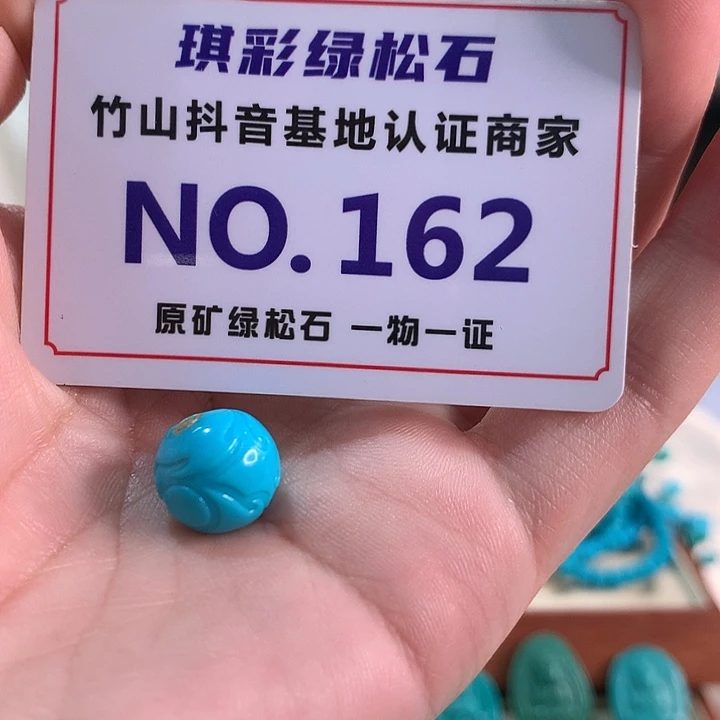 琪彩绿松石
竹山抖音基地认证商家
NO.162
原矿绿松石 一物一证